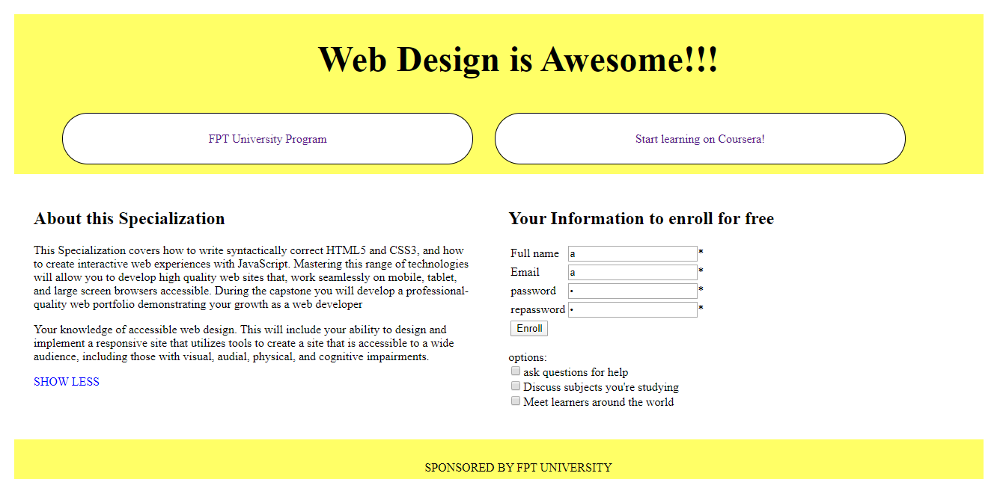 Web Design is Awesome!!!
FPT University Program
Start learning on Coursera!
About this Specialization
This Specialization covers how to write syntactically correct HTML5 and CSS3, and how
to create interactive web experiences with JavaScript. Mastering this range of technologies
will allow you to develop high quality web sites that, work seamlessly on mobile, tablet,
and large screen browsers accessible. During the capstone you will develop a professional-
quality web portfolio demonstrating your growth as a web developer
Your knowledge of accessible web design. This will include your ability to design and
implement a responsive site that utilizes tools to create a site that is accessible to a wide
audience, including those with visual, audial, physical, and cognitive impairments.
SHOW LESS
Your Information to enroll for free
Full name a *
Email a *
password • *
repassword • *
Enroll
options:
ask questions for help
Discuss subjects you're studying
Meet learners around the world
SPONSORED BY FPT UNIVERSITY